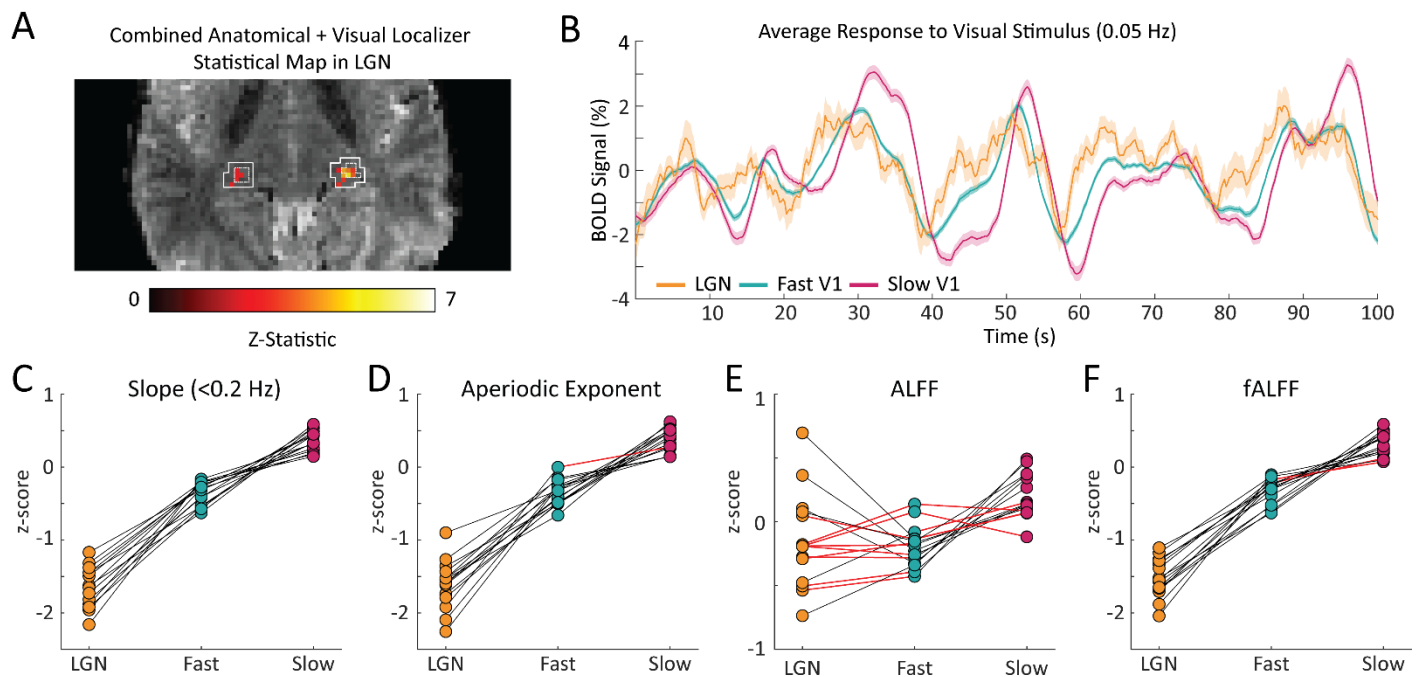 A
Combined Anatomical + Visual Localizer
Statistical Map in LGN
0
7
Z-Statistic
B
Average Response to Visual Stimulus (0.05 Hz)
BOLD Signal (%)
4
2
0
-2
-4
LGN
Fast V1
Slow V1
10
20
30
40
50
60
70
80
90
100
Time (s)
C
Slope (<0.2 Hz)
z-score
1
0
-1
-2
LGN
Fast
Slow
D
Aperiodic Exponent
z-score
1
0
-1
-2
LGN
Fast
Slow
E
ALFF
z-score
1
0
-1
LGN
Fast
Slow
F
fALFF
z-score
1
0
-1
-2
LGN
Fast
Slow